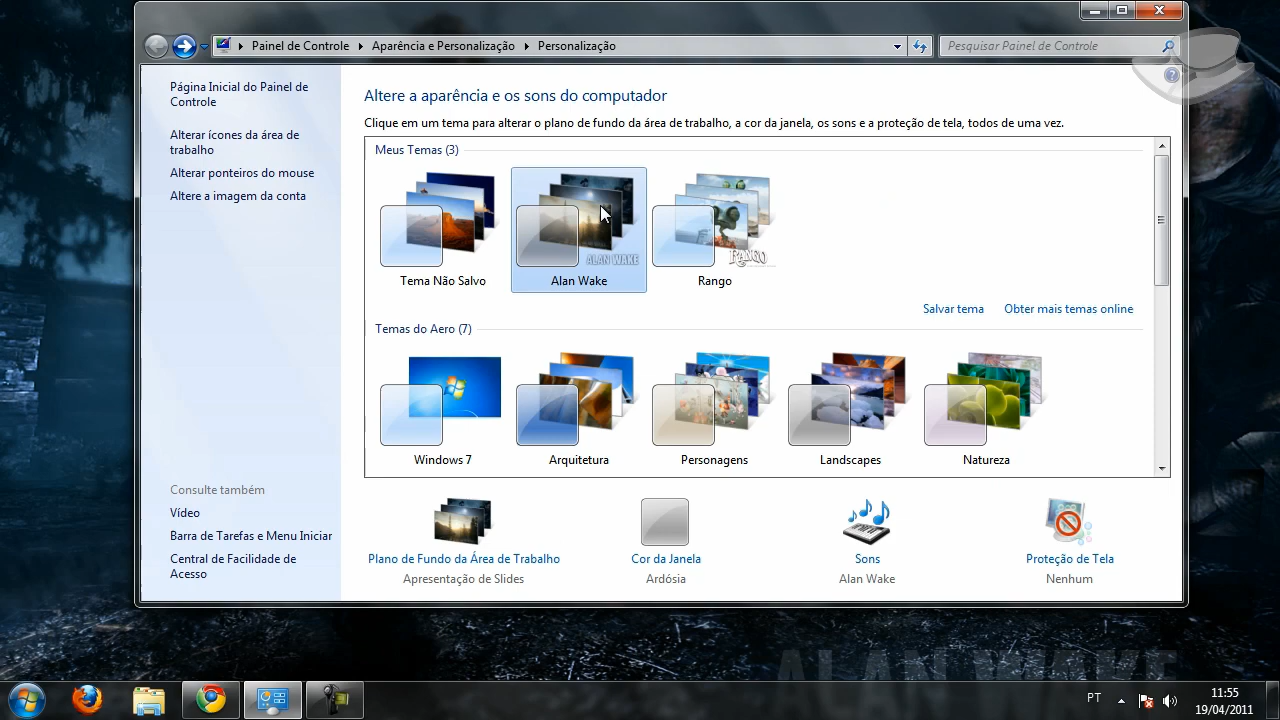 Painel de Controle
Aparência e Personalização
Personalização
Pesquisar Painel de Controle
Página Inicial do Painel de
Controle
Alterar ícones da área de
trabalho
Alterar ponteiros do mouse
Altere a imagem da conta
Consulte também
Vídeo
Barra de Tarefas e Menu Iniciar
Central de Facilidade de
Acesso
Altere a aparência e os sons do computador
Clique em um tema para alterar o plano de fundo da área de trabalho, a cor da janela, os sons e a proteção de tela, todos de uma vez.
Meus Temas (3)
ALAN WAKE
RANGO
Tema Não Salvo
Alan Wake
Rango
Salvar tema
Obter mais temas online
Temas do Aero (7)
Windows 7
Arquitetura
Personagens
Landscapes
Natureza
Plano de Fundo da Área de Trabalho
Apresentação de Slides
Cor da Janela
Ardósia
Sons
Alan Wake
Proteção de Tela
Nenhum
ALAN WAKE
PT
11:55
19/04/2011